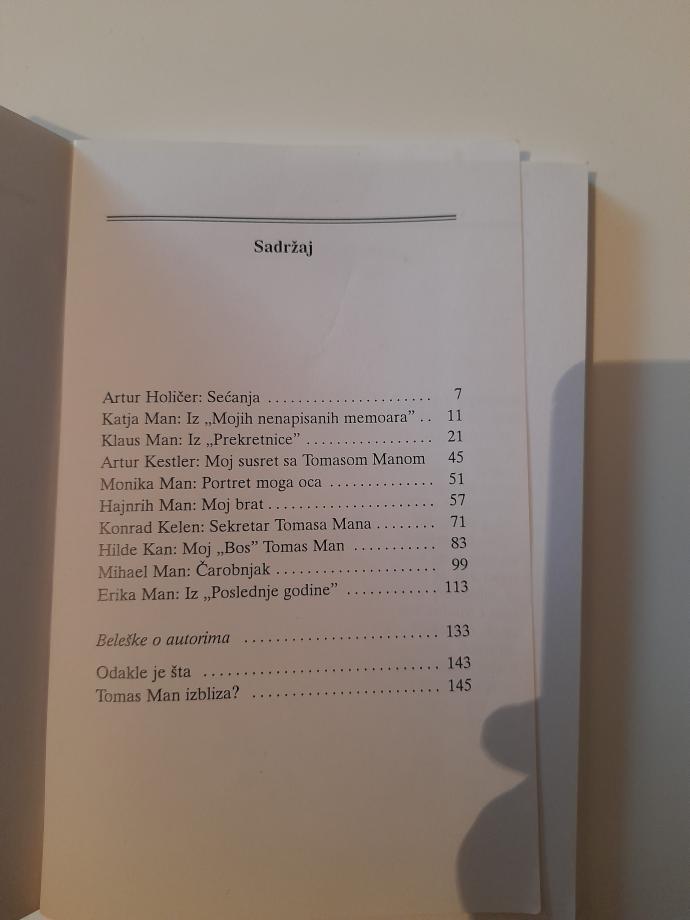 Sadržaj
Artur Holičer: Sećanja ...................... 7
Katja Man: Iz „Mojih nenapisanih memoara” .. 11
Klaus Man: Iz „Prekretnice” ................. 21
Artur Kestler: Moj susret sa Tomasom Manom 45
Monika Man: Portret moga oca .............. 51
Hajnrih Man: Moj brat ...................... 57
Konrad Kelen: Sekretar Tomasa Mana ........ 71
Hilde Kan: Moj „Bos” Tomas Man ........... 83
Mihael Man: Čarobnjak ..................... 99
Erika Man: Iz „Poslednje godine” ............ 113
Beleške o autorima .......................... 133
Odakle je šta ................................ 143
Tomas Man izbliza? ......................... 145